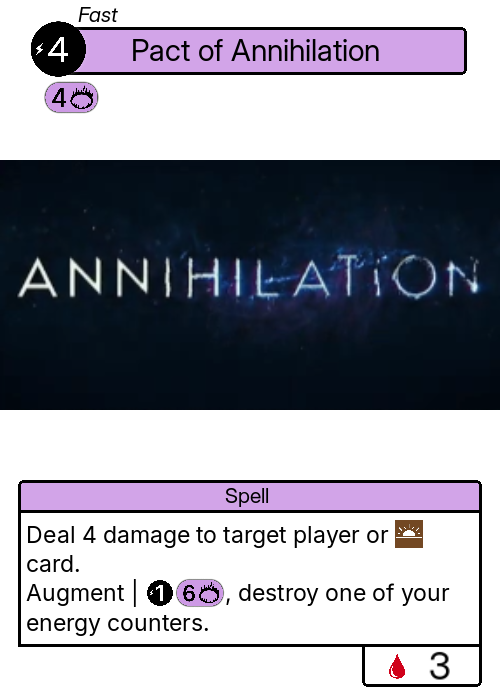 Fast
4 Pact of Annihilation
4
ANNIHILATION
Spell
Deal 4 damage to target player or
card.
Augment | 1 6, destroy one of your
energy counters.
3